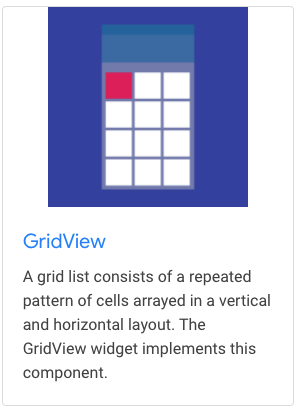 GridView
A grid list consists of a repeated
pattern of cells arrayed in a vertical
and horizontal layout. The
GridView widget implements this
component.